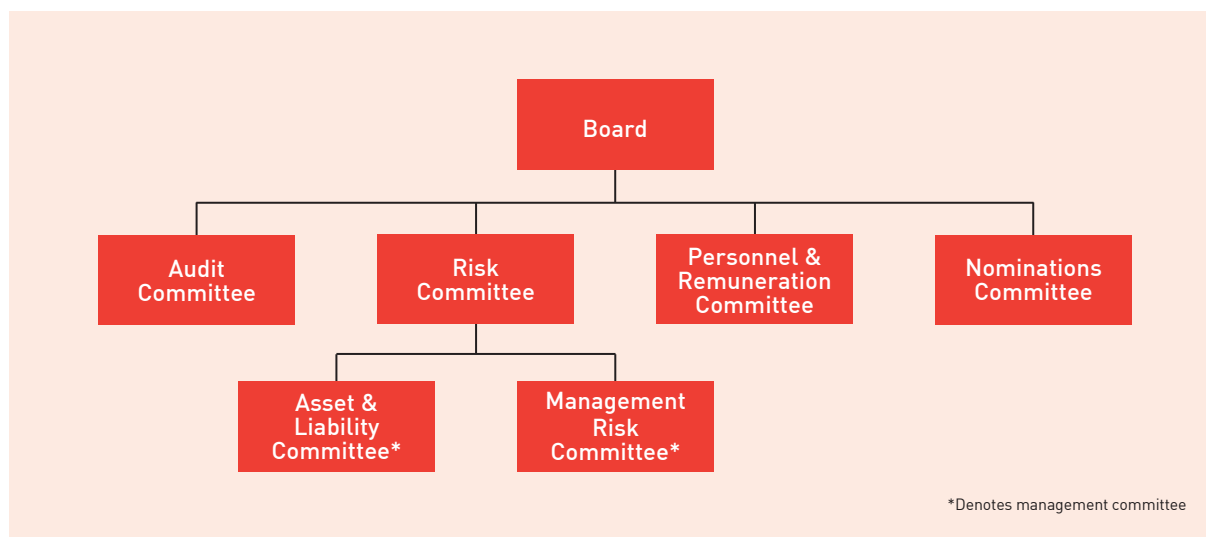 Board
Audit
Committee
Risk
Committee
Personnel &
Remuneration
Committee
Nominations
Committee
Asset &
Liability
Committee*
Management
Risk
Committee*
*Denotes management committee